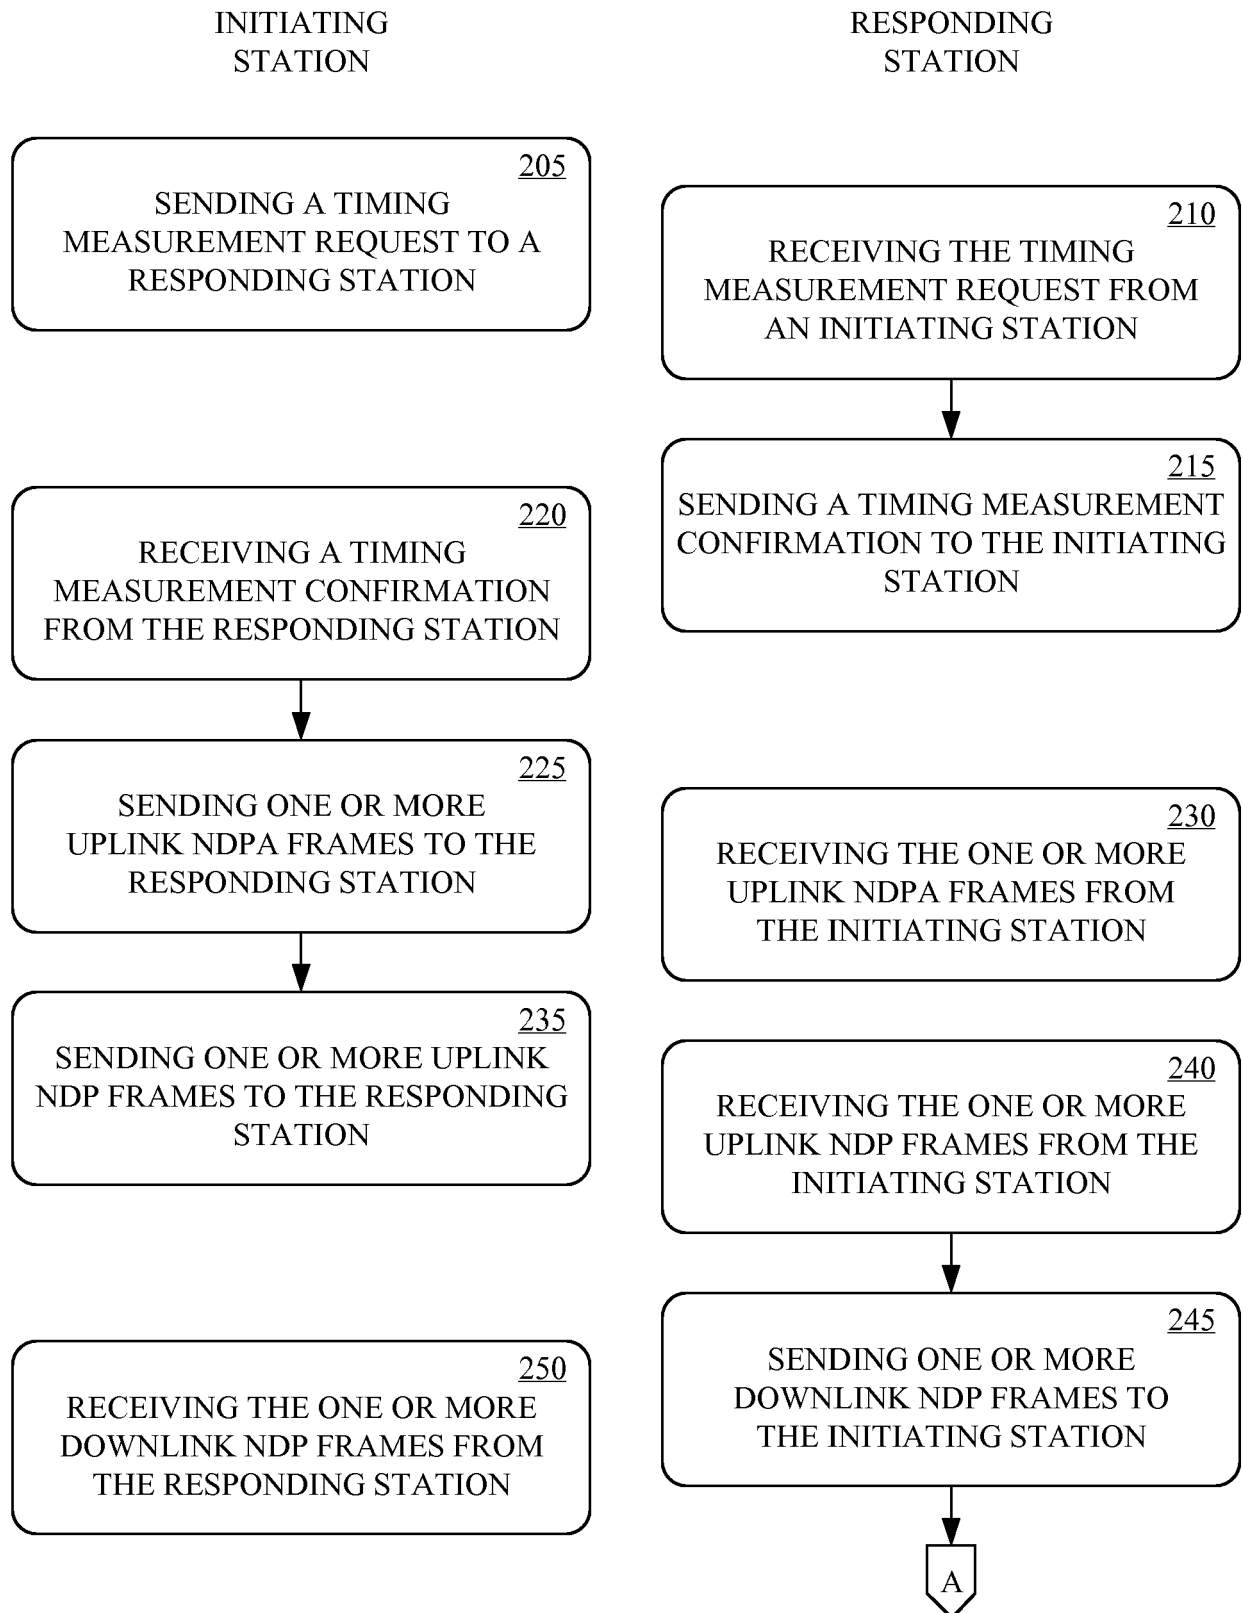 INITIATING
STATION
RESPONDING
STATION
205
SENDING A TIMING
MEASUREMENT REQUEST TO A
RESPONDING STATION
210
RECEIVING THE TIMING
MEASUREMENT REQUEST FROM
AN INITIATING STATION
215
SENDING A TIMING MEASUREMENT
CONFIRMATION TO THE INITIATING
STATION
220
RECEIVING A TIMING
MEASUREMENT CONFIRMATION
FROM THE RESPONDING STATION
225
SENDING ONE OR MORE
UPLINK NDPA FRAMES TO THE
RESPONDING STATION
230
RECEIVING THE ONE OR MORE
UPLINK NDPA FRAMES FROM
THE INITIATING STATION
235
SENDING ONE OR MORE UPLINK
NDP FRAMES TO THE RESPONDING
STATION
240
RECEIVING THE ONE OR MORE
UPLINK NDP FRAMES FROM THE
INITIATING STATION
245
SENDING ONE OR MORE
DOWNLINK NDP FRAMES TO
THE INITIATING STATION
250
RECEIVING THE ONE OR MORE
DOWNLINK NDP FRAMES FROM
THE RESPONDING STATION
A